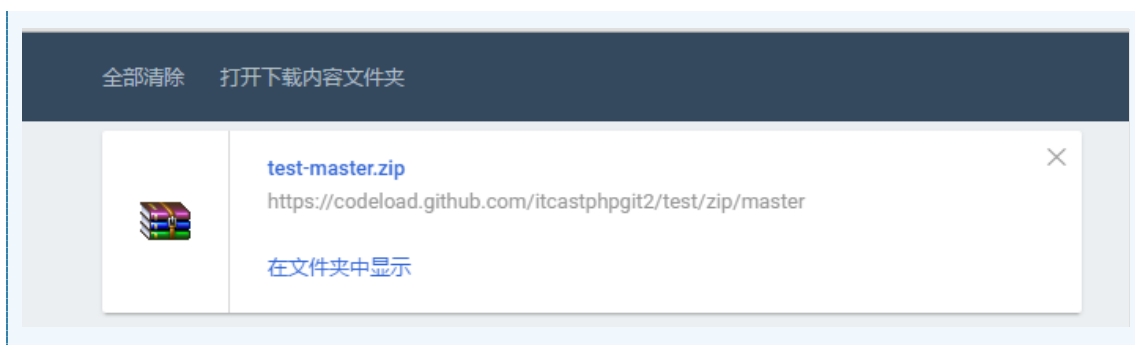 全部清除 打开下载内容文件夹
test-master.zip
https://codeload.github.com/itcastphpgit2/test/zip/master
在文件夹中显示